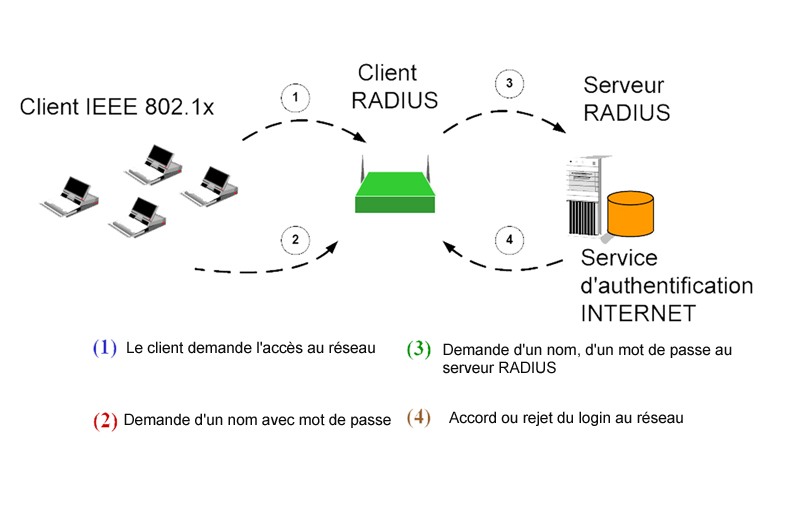 Client IEEE 802.1x
1
Client
RADIUS
3
Serveur
RADIUS
2
4
Service
d'authentification
INTERNET
(1) Le client demande l'accès au réseau
(3) Demande d'un nom, d'un mot de passe au
serveur RADIUS
(2) Demande d'un nom avec mot de passe
(4) Accord ou rejet du login au réseau